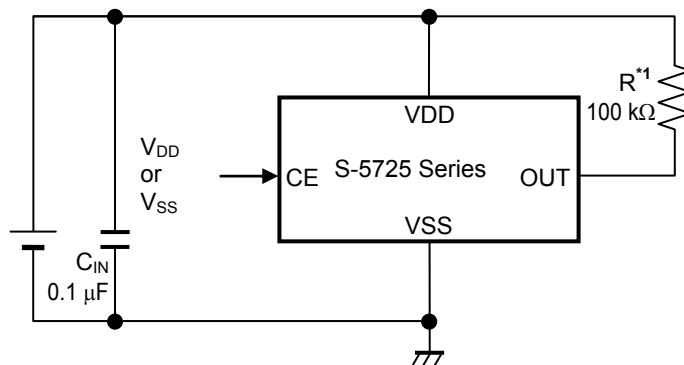 R*1
100 kΩ
VDD
VDD
or
VSS
CE
S-5725 Series
OUT
VSS
CIN
0.1 μF